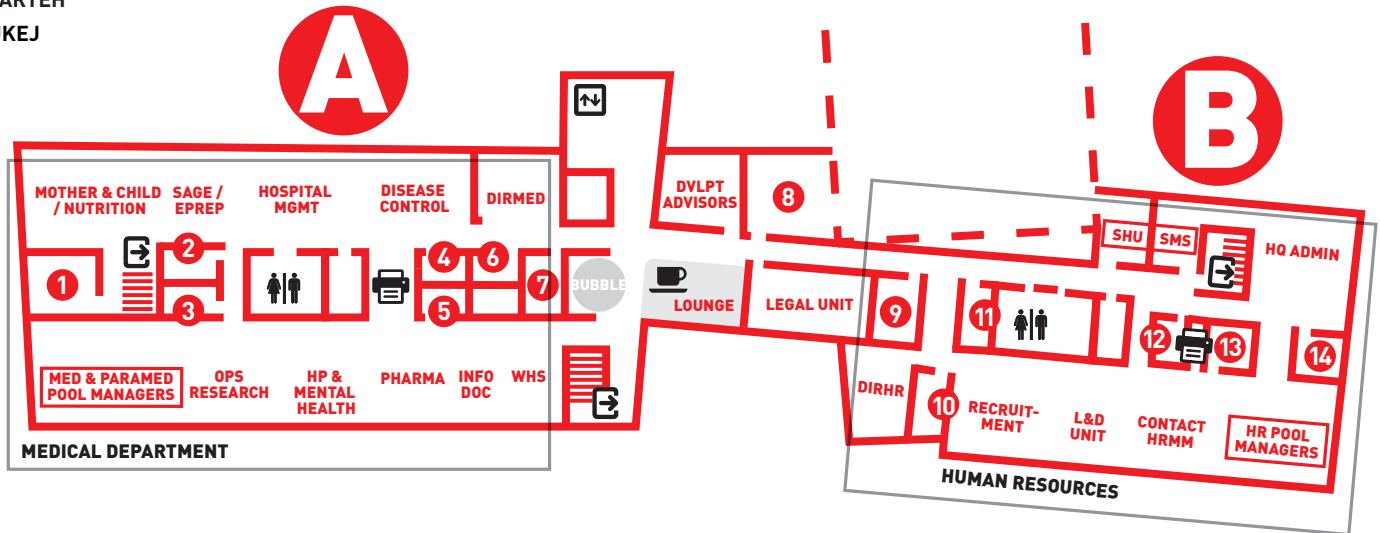 ARTEH
JKEJ
A
B
MOTHER & CHILD
/ NUTRITION
SAGE /
EPREP
HOSPITAL
MGMT
DISEASE
CONTROL
DIRMED
DVLPT
ADVISORS
8
SHU
SMS
HQ ADMIN
1
2
3
4
5
6
7
BUBBLE
LOUNGE
LEGAL UNIT
9
11
12
13
14
MED & PARAMED
POOL MANAGERS
OPS
RESEARCH
HP &
MENTAL
HEALTH
PHARMA
INFO
DOC
WHS
DIRHR
10
RECRUIT-
MENT
L&D
UNIT
CONTACT
HRMM
HR POOL
MANAGERS
MEDICAL DEPARTMENT
HUMAN RESOURCES